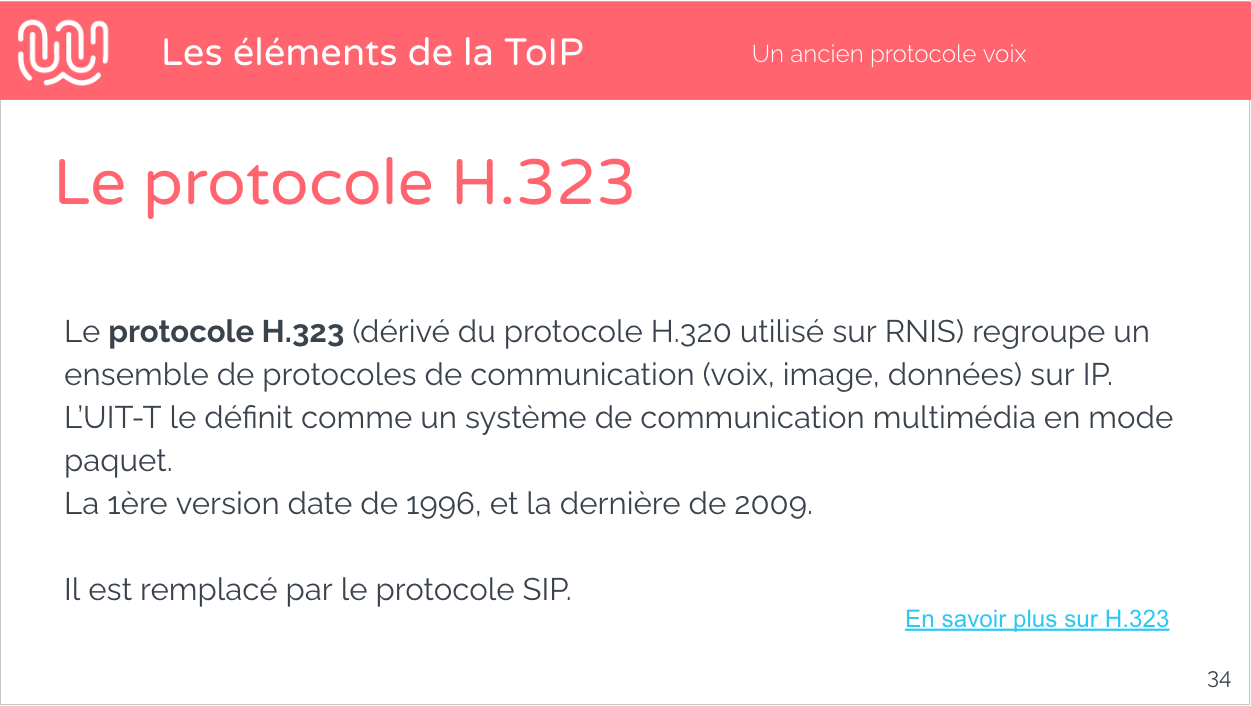 Les éléments de la ToIP
Un ancien protocole voix
Le protocole H.323
Le protocole H.323 (dérivé du protocole H.320 utilisé sur RNIS) regroupe un
ensemble de protocoles de communication (voix, image, données) sur IP.
L’UIT-T le définit comme un système de communication multimédia en mode
paquet.
La 1ère version date de 1996, et la dernière de 2009.
Il est remplacé par le protocole SIP.
En savoir plus sur H.323
34